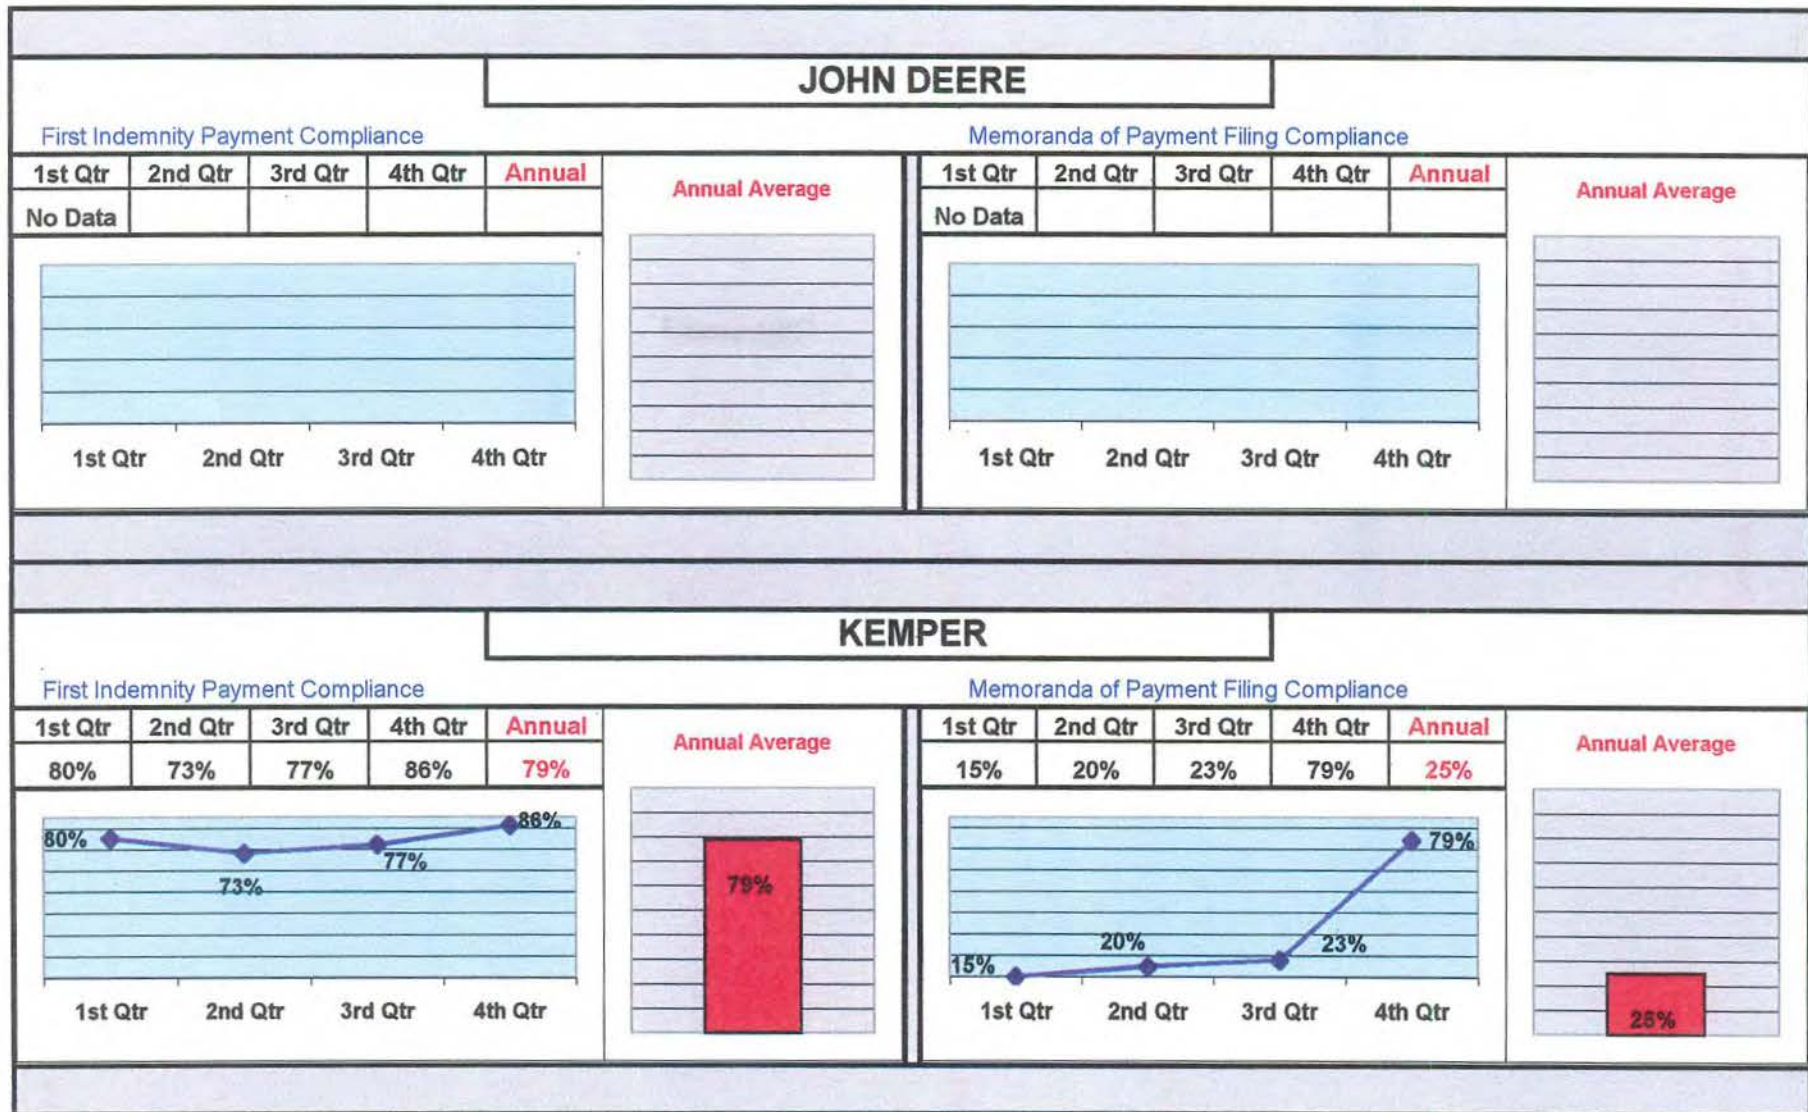 JOHN DEERE
First Indemnity Payment Compliance
1st Qtr 2nd Qtr 3rd Qtr 4th Qtr Annual
No Data
Annual Average
1st Qtr 2nd Qtr 3rd Qtr 4th Qtr
Memoranda of Payment Filing Compliance
1st Qtr 2nd Qtr 3rd Qtr 4th Qtr Annual
No Data
Annual Average
1st Qtr 2nd Qtr 3rd Qtr 4th Qtr
KEMPER
First Indemnity Payment Compliance
1st Qtr 2nd Qtr 3rd Qtr 4th Qtr Annual
80% 73% 77% 86% 79%
Annual Average
80% 73% 77% 86%
79%
1st Qtr 2nd Qtr 3rd Qtr 4th Qtr
Memoranda of Payment Filing Compliance
1st Qtr 2nd Qtr 3rd Qtr 4th Qtr Annual
15% 20% 23% 79% 25%
Annual Average
15% 20% 23% 79%
25%
1st Qtr 2nd Qtr 3rd Qtr 4th Qtr